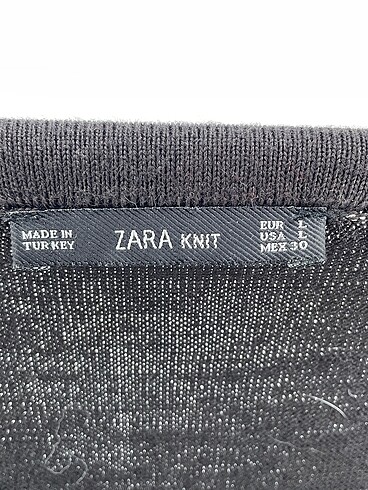 MADE IN
TURKEY
ZARA KNIT
EUR L
USA L
MEX 30